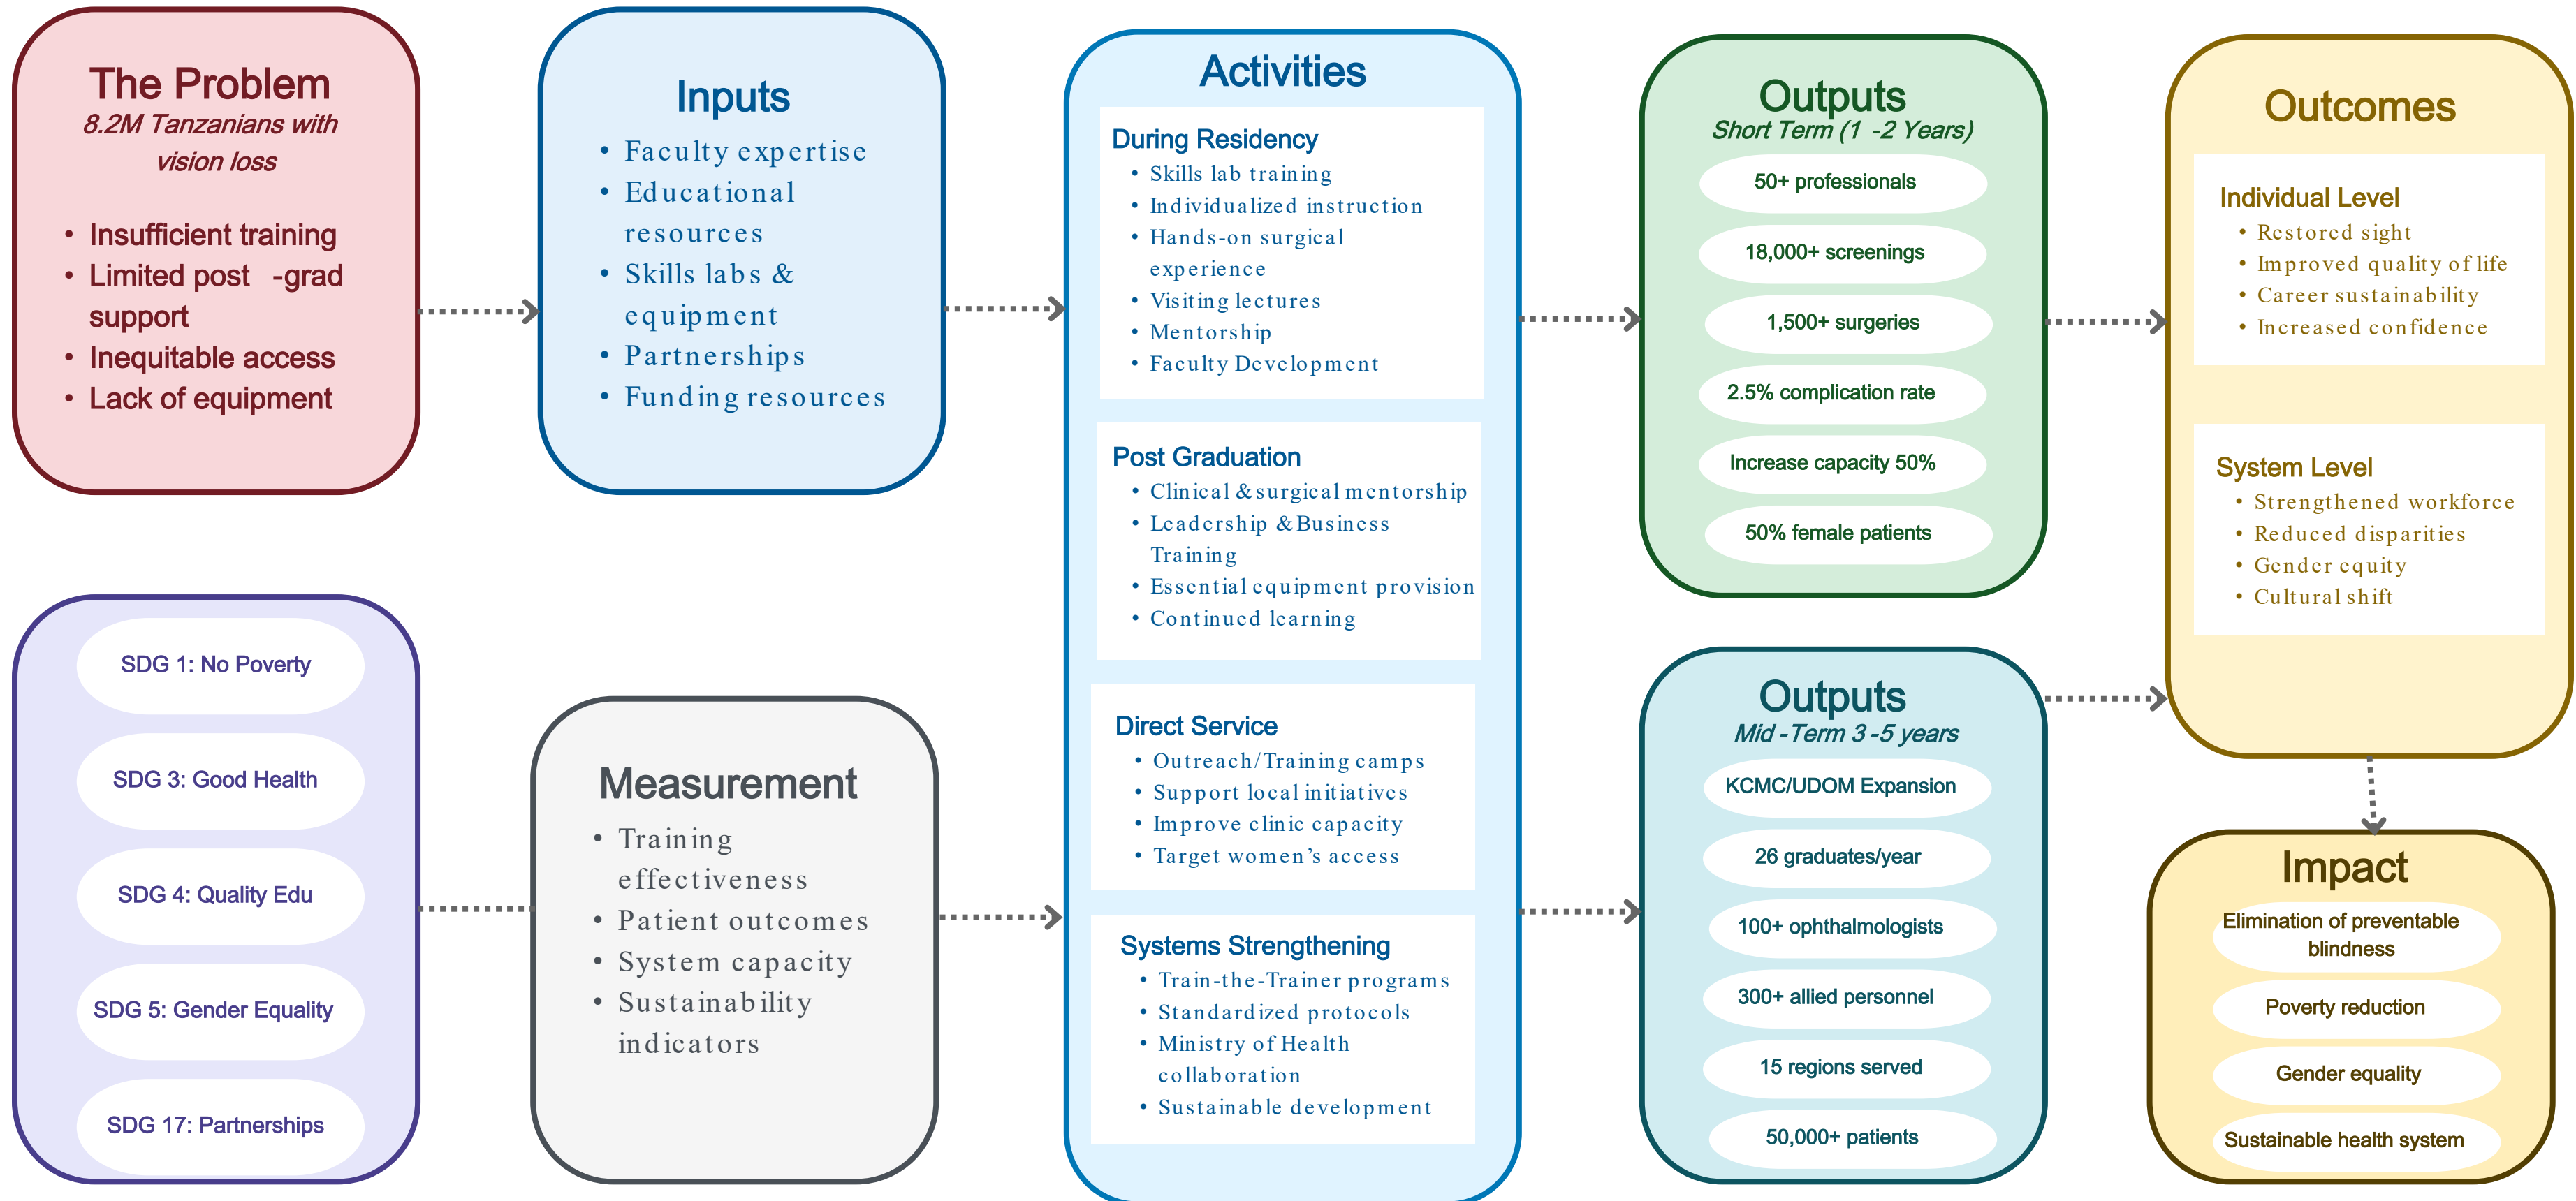 The Problem
8.2M Tanzanians with
vision loss
• Insufficient training
• Limited post -grad
support
• Inequitable access
• Lack of equipment
Inputs
• Faculty expertise
• Educational
resources
• Skills labs &
equipment
• Partnerships
• Funding resources
Activities
During Residency
• Skills lab training
• Individualized instruction
• Hands-on surgical
experience
• Visiting lectures
• Mentorship
• Faculty Development
Post Graduation
• Clinical & surgical mentorship
• Leadership & Business
Training
• Essential equipment provision
• Continued learning
Direct Service
• Outreach/Training camps
• Support local initiatives
• Improve clinic capacity
• Target women’s access
Systems Strengthening
• Train-the-Trainer programs
• Standardized protocols
• Ministry of Health
collaboration
• Sustainable development
Outputs
Short Term (1 -2 Years)
50+ professionals
18,000+ screenings
1,500+ surgeries
2.5% complication rate
Increase capacity 50%
50% female patients
Outcomes
Individual Level
• Restored sight
• Improved quality of life
• Career sustainability
• Increased confidence
System Level
• Strengthened workforce
• Reduced disparities
• Gender equity
• Cultural shift
SDG 1: No Poverty
SDG 3: Good Health
SDG 4: Quality Edu
SDG 5: Gender Equality
SDG 17: Partnerships
Measurement
• Training
effectiveness
• Patient outcomes
• System capacity
• Sustainability
indicators
Outputs
Mid -Term 3 -5 years
KCMC/UDOM Expansion
26 graduates/year
100+ ophthalmologists
300+ allied personnel
15 regions served
50,000+ patients
Impact
Elimination of preventable
blindness
Poverty reduction
Gender equality
Sustainable health system